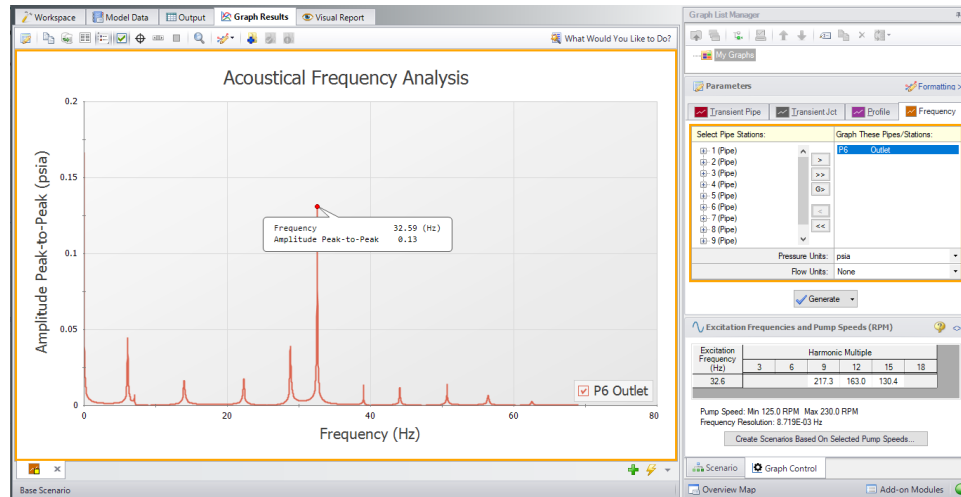 Workspace Model Data Output Graph Results Visual Report
What Would You Like to Do?
Acoustical Frequency Analysis
0.2
0.15
0.1
0.05
0
Amplitude Peak-to-Peak (psia)
Frequency 32.59 (Hz)
Amplitude Peak-to-Peak 0.13
P6 Outlet
0 20 40 60 80
Frequency (Hz)
Base Scenario
Graph List Manager
My Graphs
Parameters
Formatting >
Transient Pipe Transient Jct Profile Frequency
Select Pipe Stations:
1 (Pipe)
2 (Pipe)
3 (Pipe)
4 (Pipe)
5 (Pipe)
6 (Pipe)
7 (Pipe)
8 (Pipe)
9 (Pipe)
>
>>
G>
<
<<
Graph These Pipes/Stations:
P6 Outlet
Pressure Units: psia
Flow Units: None
Generate
Excitation Frequencies and Pump Speeds (RPM)
Excitation
Frequency
(Hz)
Harmonic Multiple
3 6 9 12 15 18
32.6 217.3 163.0 130.4
Pump Speed: Min 125.0 RPM Max 230.0 RPM
Frequency Resolution: 8.719E-03 Hz
Create Scenarios Based On Selected Pump Speeds...
Scenario Graph Control
Overview Map Add-on Modules